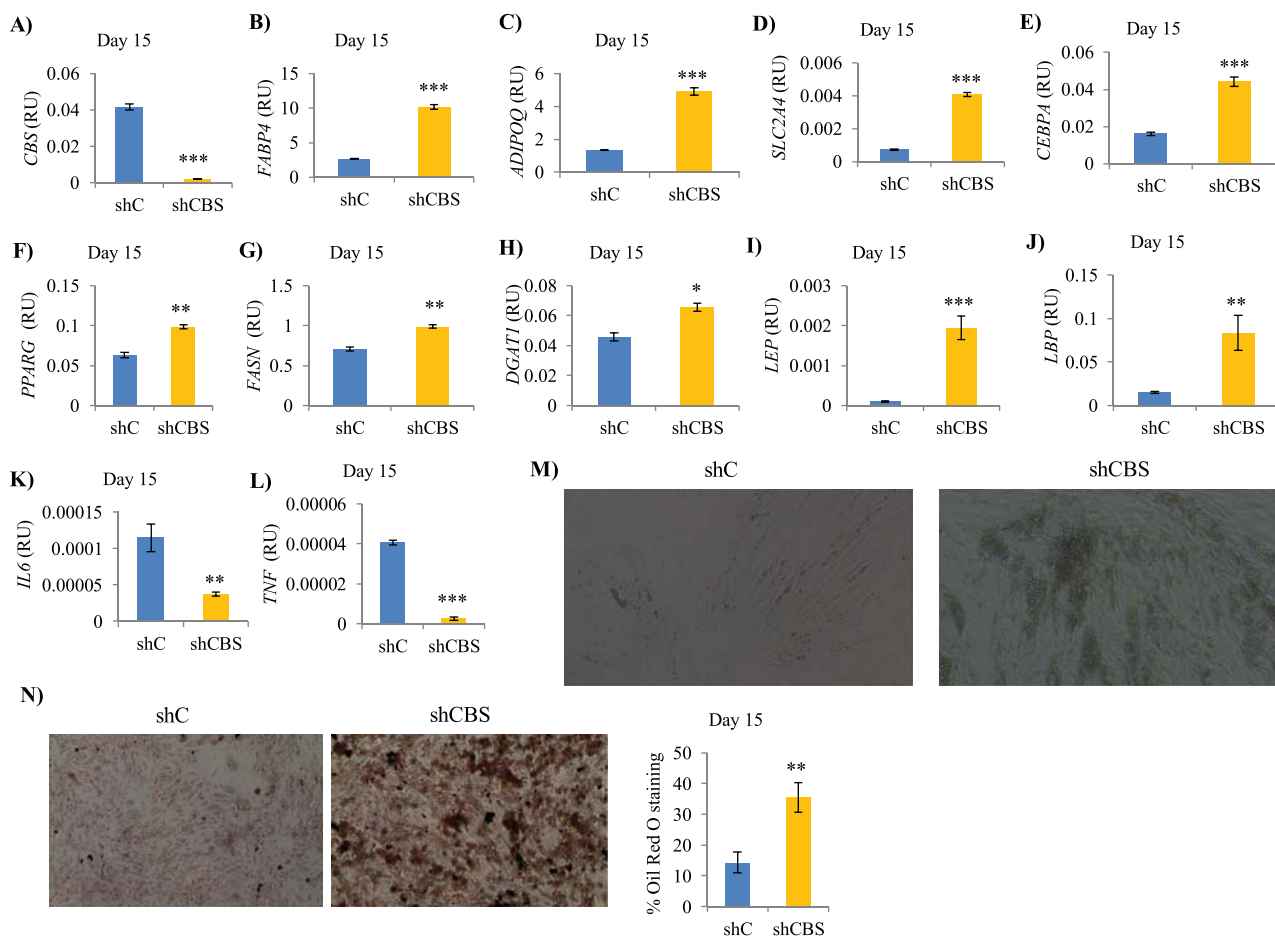 A)
Day 15
CBS (RU)
0.06
0.04
0.02
0
***
shC shCBS
B)
Day 15
FABP4 (RU)
15
10
5
0
***
shC shCBS
C)
Day 15
ADIPOQ (RU)
6
4
2
0
***
shC shCBS
D)
Day 15
SLC2A4 (RU)
0.006
0.004
0.002
0
***
shC shCBS
E)
Day 15
CEBPA (RU)
0.06
0.04
0.02
0
***
shC shCBS
F)
Day 15
PPARG (RU)
0.15
0.1
0.05
0
**
shC shCBS
G)
Day 15
FASN (RU)
1.5
1
0.5
0
**
shC shCBS
H)
Day 15
DGAT1 (RU)
0.08
0.06
0.04
0.02
0
*
shC shCBS
I)
Day 15
LEP (RU)
0.003
0.002
0.001
0
***
shC shCBS
J)
Day 15
LBP (RU)
0.15
0.1
0.05
0
**
shC shCBS
K)
Day 15
IL6 (RU)
0.00015
0.0001
0.00005
0
**
shC shCBS
L)
Day 15
TNF (RU)
0.00006
0.00004
0.00002
0
***
shC shCBS
M)
shC shCBS
N)
shC shCBS
Day 15
% Oil Red O staining
50
40
30
20
10
0
**
shC shCBS